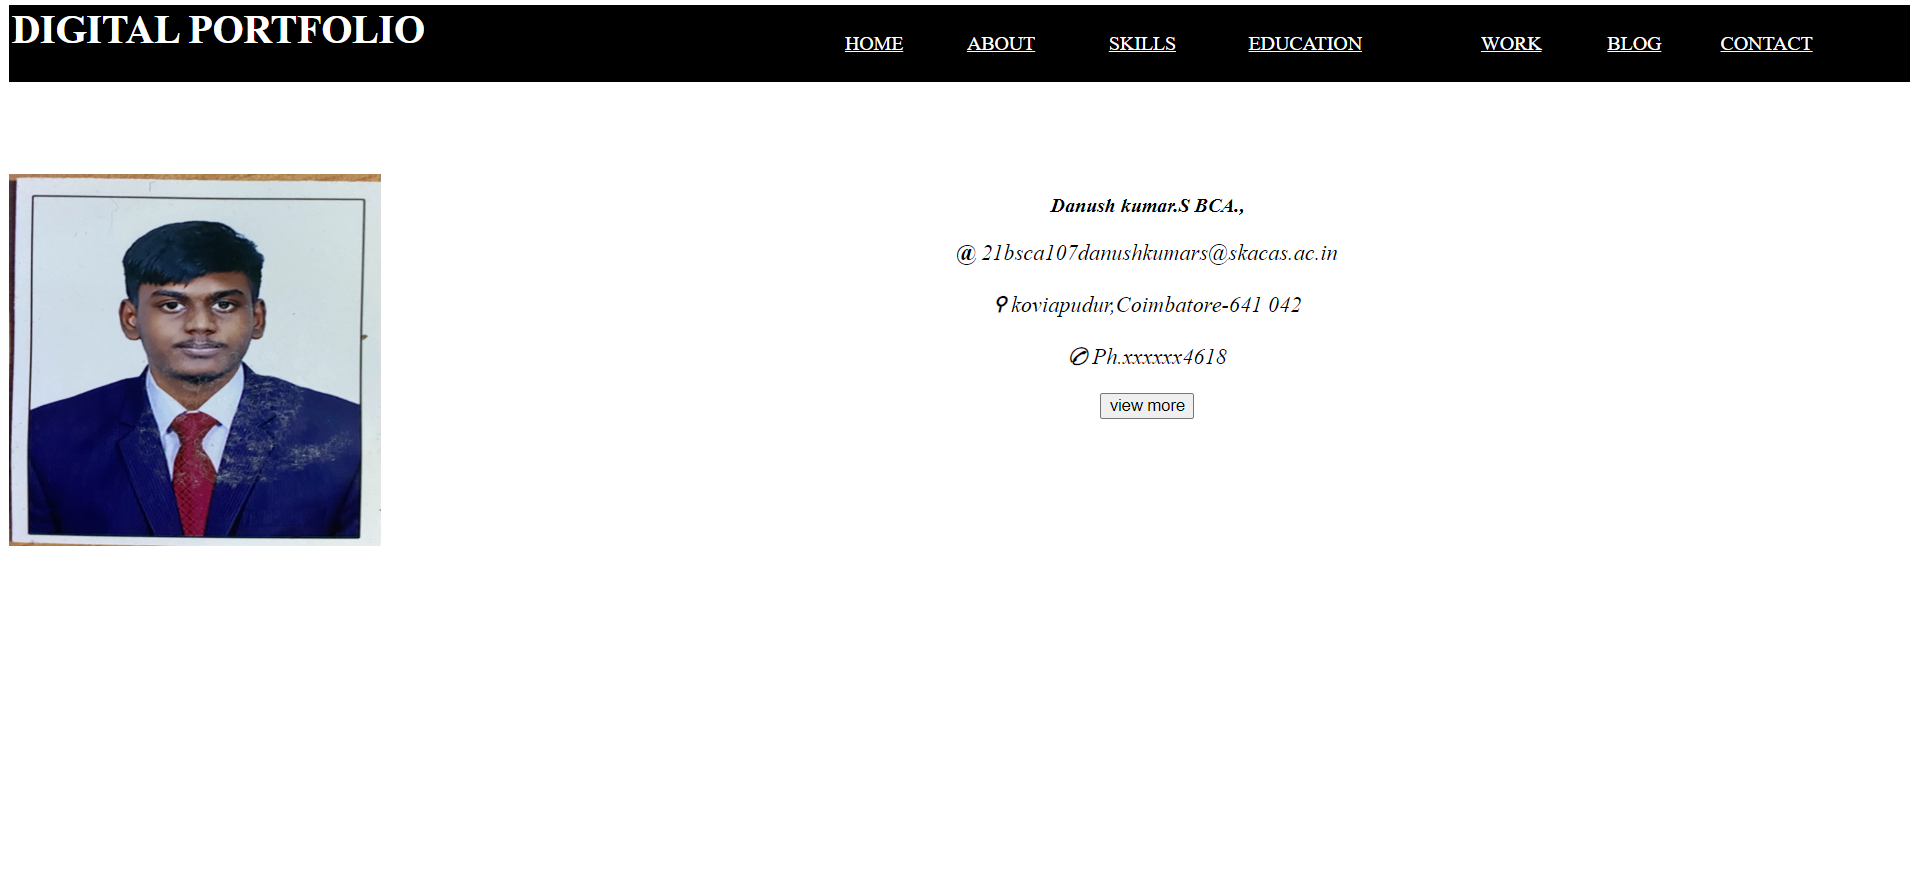 DIGITAL PORTFOLIO
HOME ABOUT SKILLS EDUCATION WORK BLOG CONTACT
Danush kumar.S BCA.,
@ 21bsca107danushkumars@skacas.ac.in
⚲ koviapudur,Coimbatore-641 042
✆ Ph.xxxxxx4618
view more